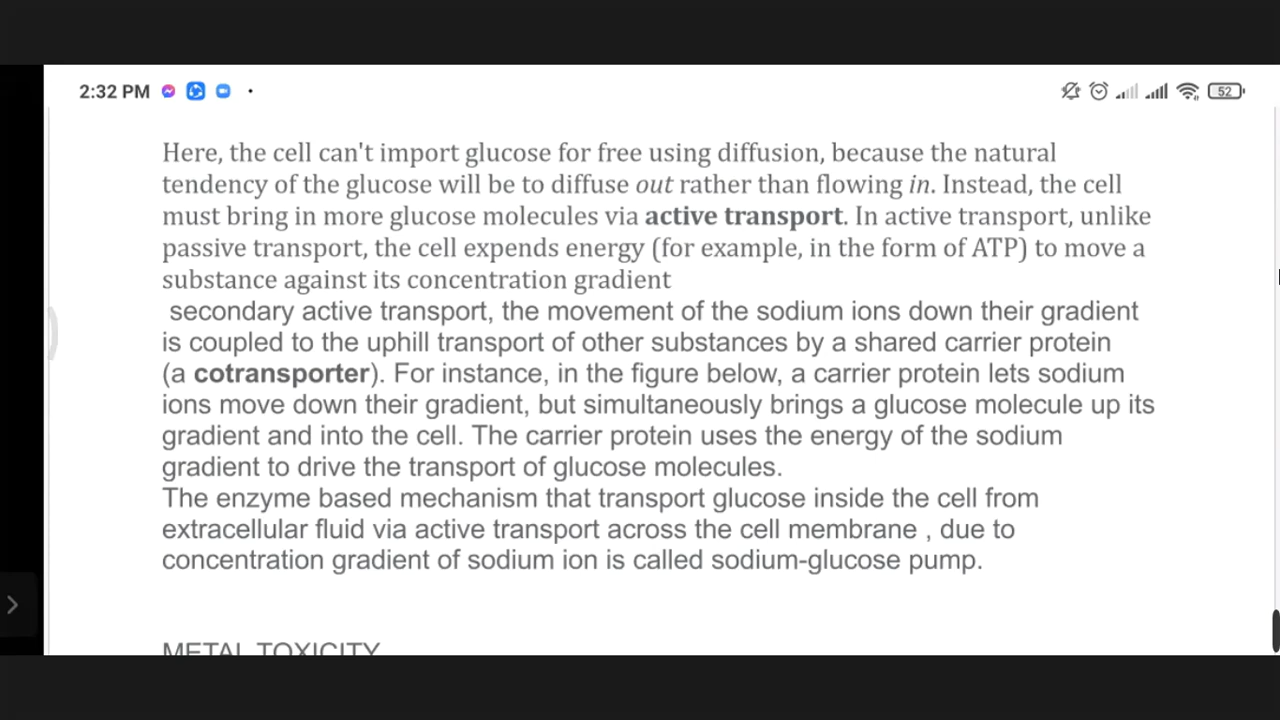 2:32 PM
52
Here, the cell can't import glucose for free using diffusion, because the natural
tendency of the glucose will be to diffuse out rather than flowing in. Instead, the cell
must bring in more glucose molecules via active transport. In active transport, unlike
passive transport, the cell expends energy (for example, in the form of ATP) to move a
substance against its concentration gradient
secondary active transport, the movement of the sodium ions down their gradient
is coupled to the uphill transport of other substances by a shared carrier protein
(a cotransporter). For instance, in the figure below, a carrier protein lets sodium
ions move down their gradient, but simultaneously brings a glucose molecule up its
gradient and into the cell. The carrier protein uses the energy of the sodium
gradient to drive the transport of glucose molecules.
The enzyme based mechanism that transport glucose inside the cell from
extracellular fluid via active transport across the cell membrane , due to
concentration gradient of sodium ion is called sodium-glucose pump.
METAL TOXICITY